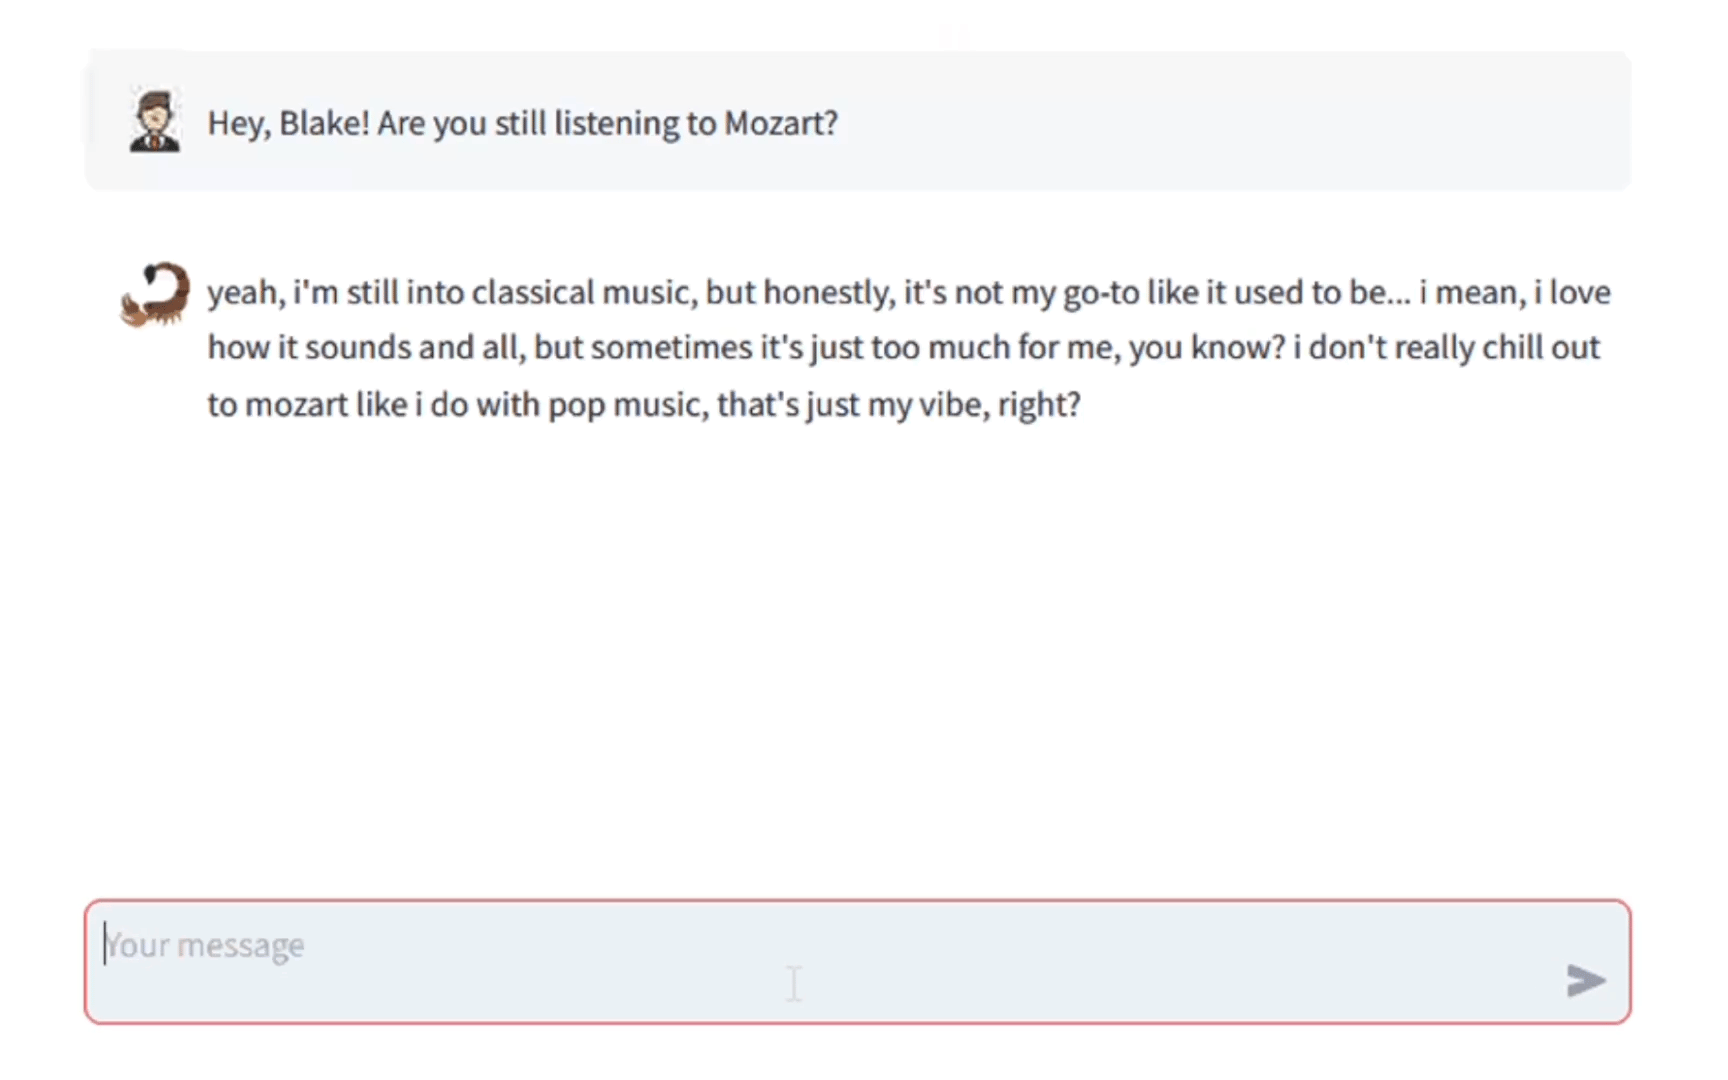 Hey, Blake! Are you still listening to Mozart?
yeah, i'm still into classical music, but honestly, it's not my go-to like it used to be... i mean, i love
how it sounds and all, but sometimes it's just too much for me, you know? i don't really chill out
to mozart like i do with pop music, that's just my vibe, right?
Your message